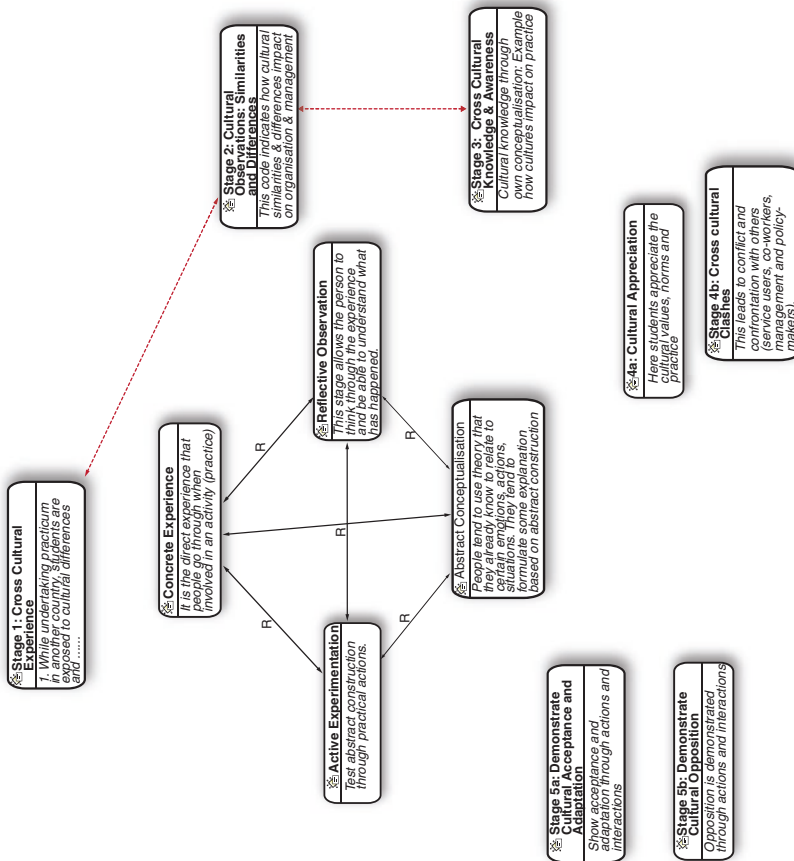 Stage 1: Cross Cultural
Experience
1. While undertaking practicum
in another country, students are
exposed to cultural differences
and ......
Stage 2: Cultural
Observations: Similarities
and Differences
This code indicates how cultural
similarities & differences impact
on organisation & management
Stage 3: Cross Cultural
Knowledge & Awareness
Cultural knowledge through
own conceptualisation: Example
how cultures impact on practice
Concrete Experience
It is the direct experience that
people go through when
involved in an activity (practice)
R
R
Reflective Observation
This stage allows the person to
think through the experience
and be able to understand what
has happened.
R
Active Experimentation
Test abstract construction
through practical actions.
R
R
Abstract Conceptualisation
People tend to use theory that
they already know to relate to
certain emotions, actions,
situations. They tend to
formulate some explanation
based on abstract construction
4a: Cultural Appreciation
Here students appreciate the
cultural values, norms and
practice
Stage 4b: Cross cultural
Clashes
This leads to conflict and
confrontation with others
(service users, co-workers,
management and policy-
makers).
Stage 5a: Demonstrate
Cultural Acceptance and
Adaptation
Show acceptance and
adaptation through actions and
interactions
Stage 5b: Demonstrate
Cultural Opposition
Opposition is demonstrated
through actions and interactions